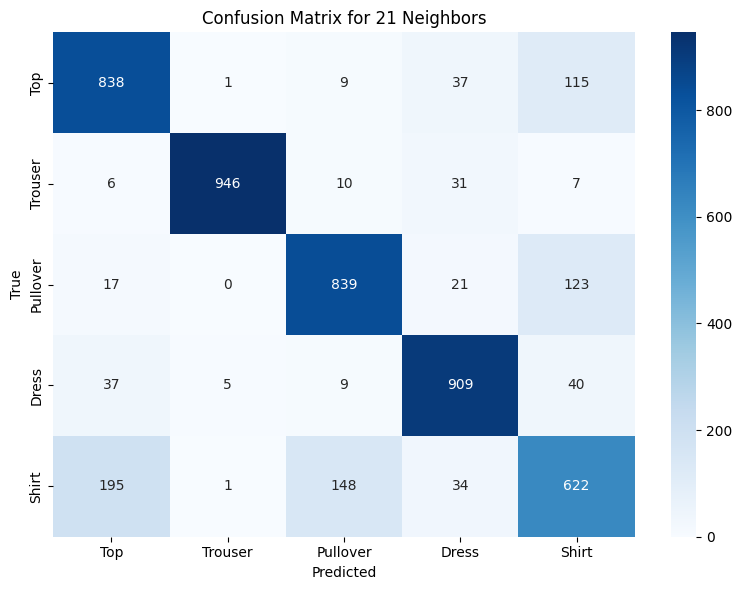 Confusion Matrix for 21 Neighbors
True
Top
838 1 9 37 115
Trouser
6 946 10 31 7
Pullover
17 0 839 21 123
Dress
37 5 9 909 40
Shirt
195 1 148 34 622
Top Trouser Pullover Dress Shirt
Predicted
800
600
400
200
0